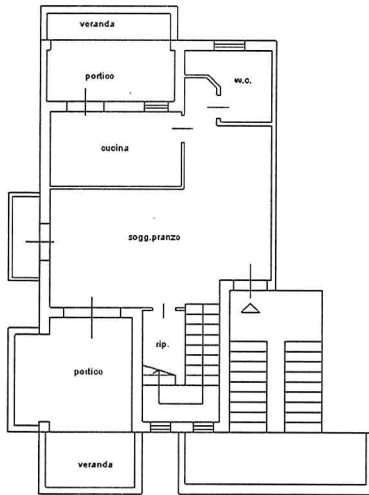 veranda
portico
w.c.
cucina
sogg.pranzo
rip.
portico
veranda